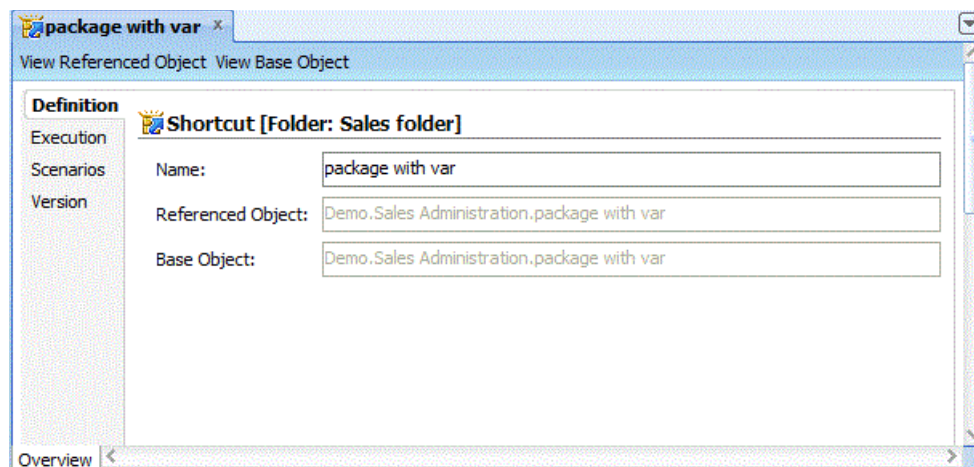 package with var x
View Referenced Object View Base Object
Definition
Execution
Scenarios
Version
Shortcut [Folder: Sales folder]
Name: package with var
Referenced Object: Demo.Sales Administration.package with var
Base Object: Demo.Sales Administration.package with var
Overview